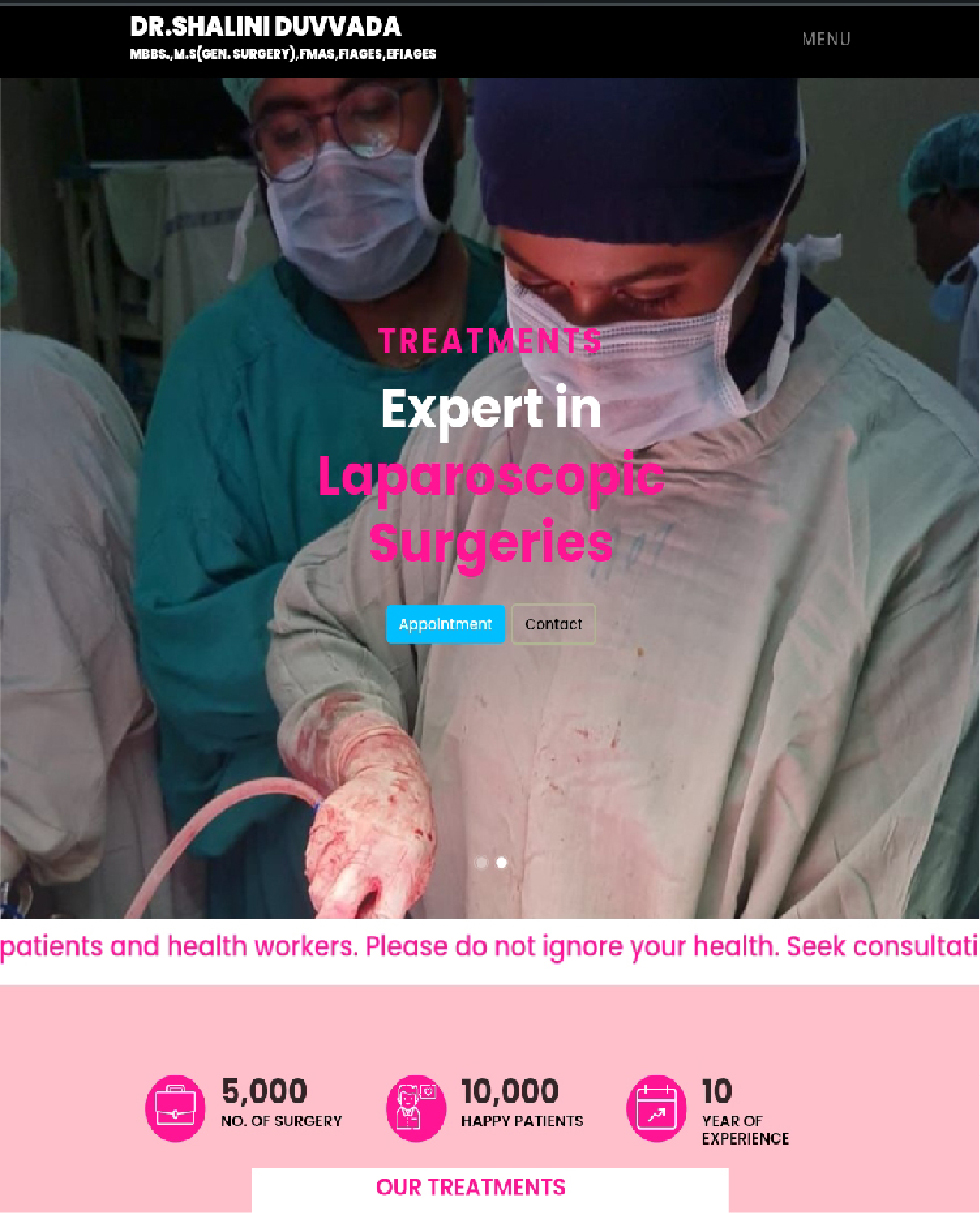 DR.SHALINI DUVVADA
MBBS.,M.S(GEN. SURGERY),FMAS,FIAGES,EFIAGES
MENU
TREATMENTS
Expert in
Laparoscopic
Surgeries
Appointment
Contact
patients and health workers. Please do not ignore your health. Seek consultati
5,000
NO. OF SURGERY
10,000
HAPPY PATIENTS
10
YEAR OF
EXPERIENCE
OUR TREATMENTS